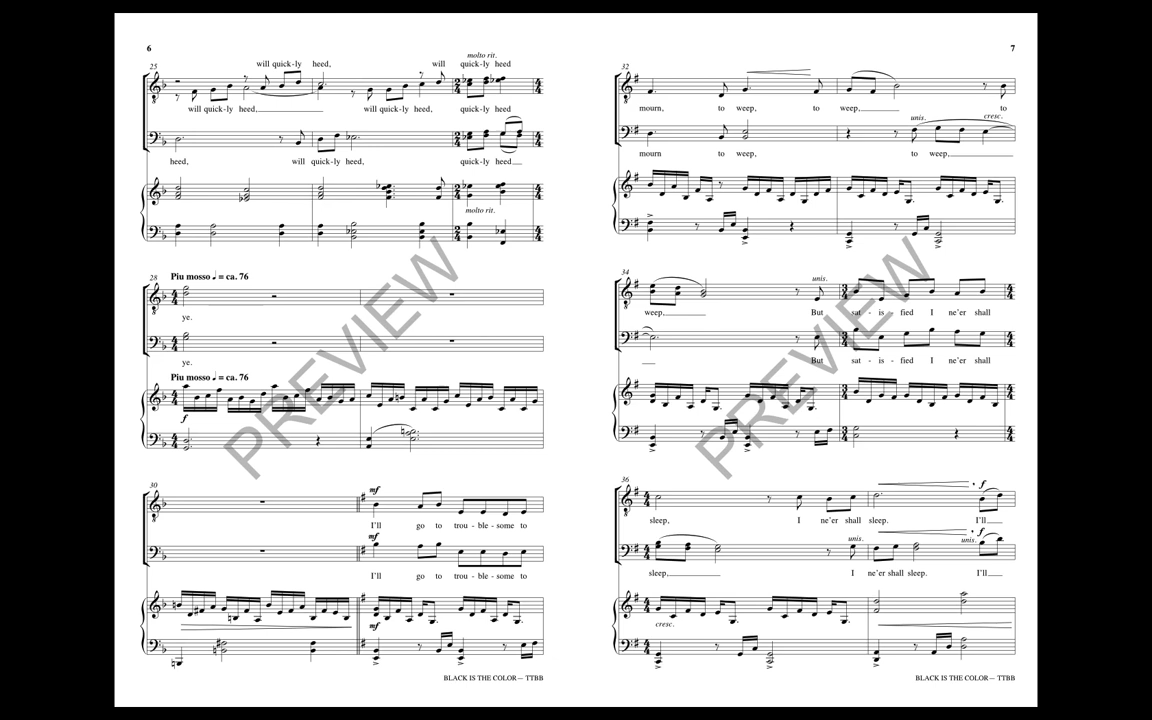 6
molto rit.
25
will quick-ly heed, will quick-ly heed
will quick-ly heed, will quick-ly heed, quick-ly heed
heed, will quick-ly heed, quick-ly heed
molto rit.
28
Piu mosso ♩ = ca. 76
ye.
ye.
Piu mosso ♩ = ca. 76
f
30
mf
I'll go to trou - ble - some to
mf
I'll go to trou - ble - some to
mf
BLACK IS THE COLOR – TTBB
7
32
mourn, to weep, to weep, to
unis. cresc.
mourn to weep, to weep,
34
unis.
weep, But sat - is - fied I ne'er shall
But sat - is - fied I ne'er shall
36
f
sleep, I ne'er shall sleep. I'll
unis. unis. f
sleep, I ne'er shall sleep. I'll
cresc.
BLACK IS THE COLOR – TTBB
PREVIEW
PREVIEW